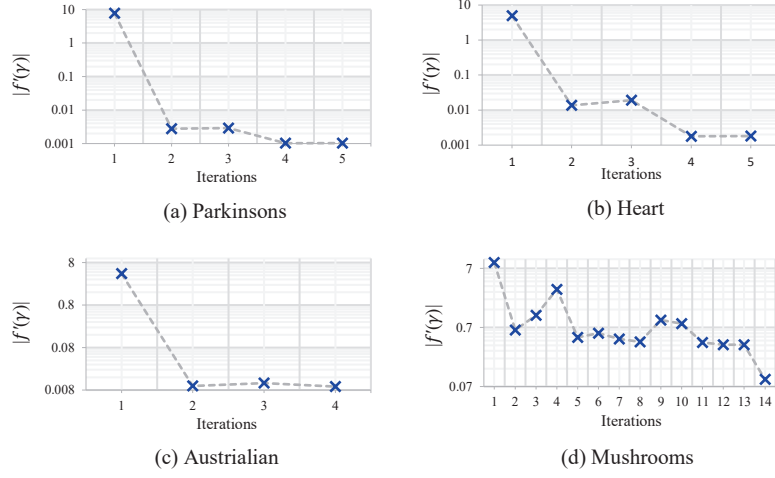 10
1
0.1
0.01
0.001
|f′(γ)|
1 2 3 4 5
Iterations
(a) Parkinsons
10
1
0.1
0.01
0.001
|f′(γ)|
1 2 3 4 5
Iterations
(b) Heart
8
0.8
0.08
0.008
|f′(γ)|
1 2 3 4
Iterations
(c) Austrialian
7
0.7
0.07
|f′(γ)|
1 2 3 4 5 6 7 8 9 10 11 12 13 14
Iterations
(d) Mushrooms